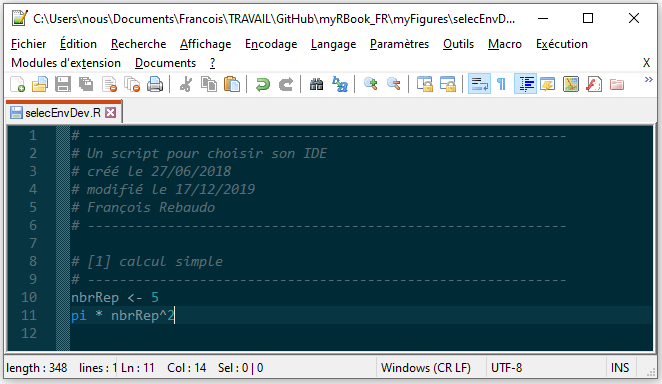 C:\Users\nous\Documents\Francois\TRAVAIL\GitHub\myRBook_FR\myFigures\selecEnvD...
Fichier Édition Recherche Affichage Encodage Langage Paramètres Outils Macro Exécution
Modules d'extension Documents ? X
selecEnvDev.R
1 # ----------------------------------------------------------
2 # Un script pour choisir son IDE
3 # créé le 27/06/2018
4 # modifié le 17/12/2019
5 # François Rebaudo
6 # ----------------------------------------------------------
7
8 # [1] calcul simple
9 # ----------------------------------------------------------
10 nbrRep <- 5
11 pi * nbrRep^2
12
length : 348 lines : 1 Ln : 11 Col : 14 Sel : 0 | 0 Windows (CR LF) UTF-8 INS